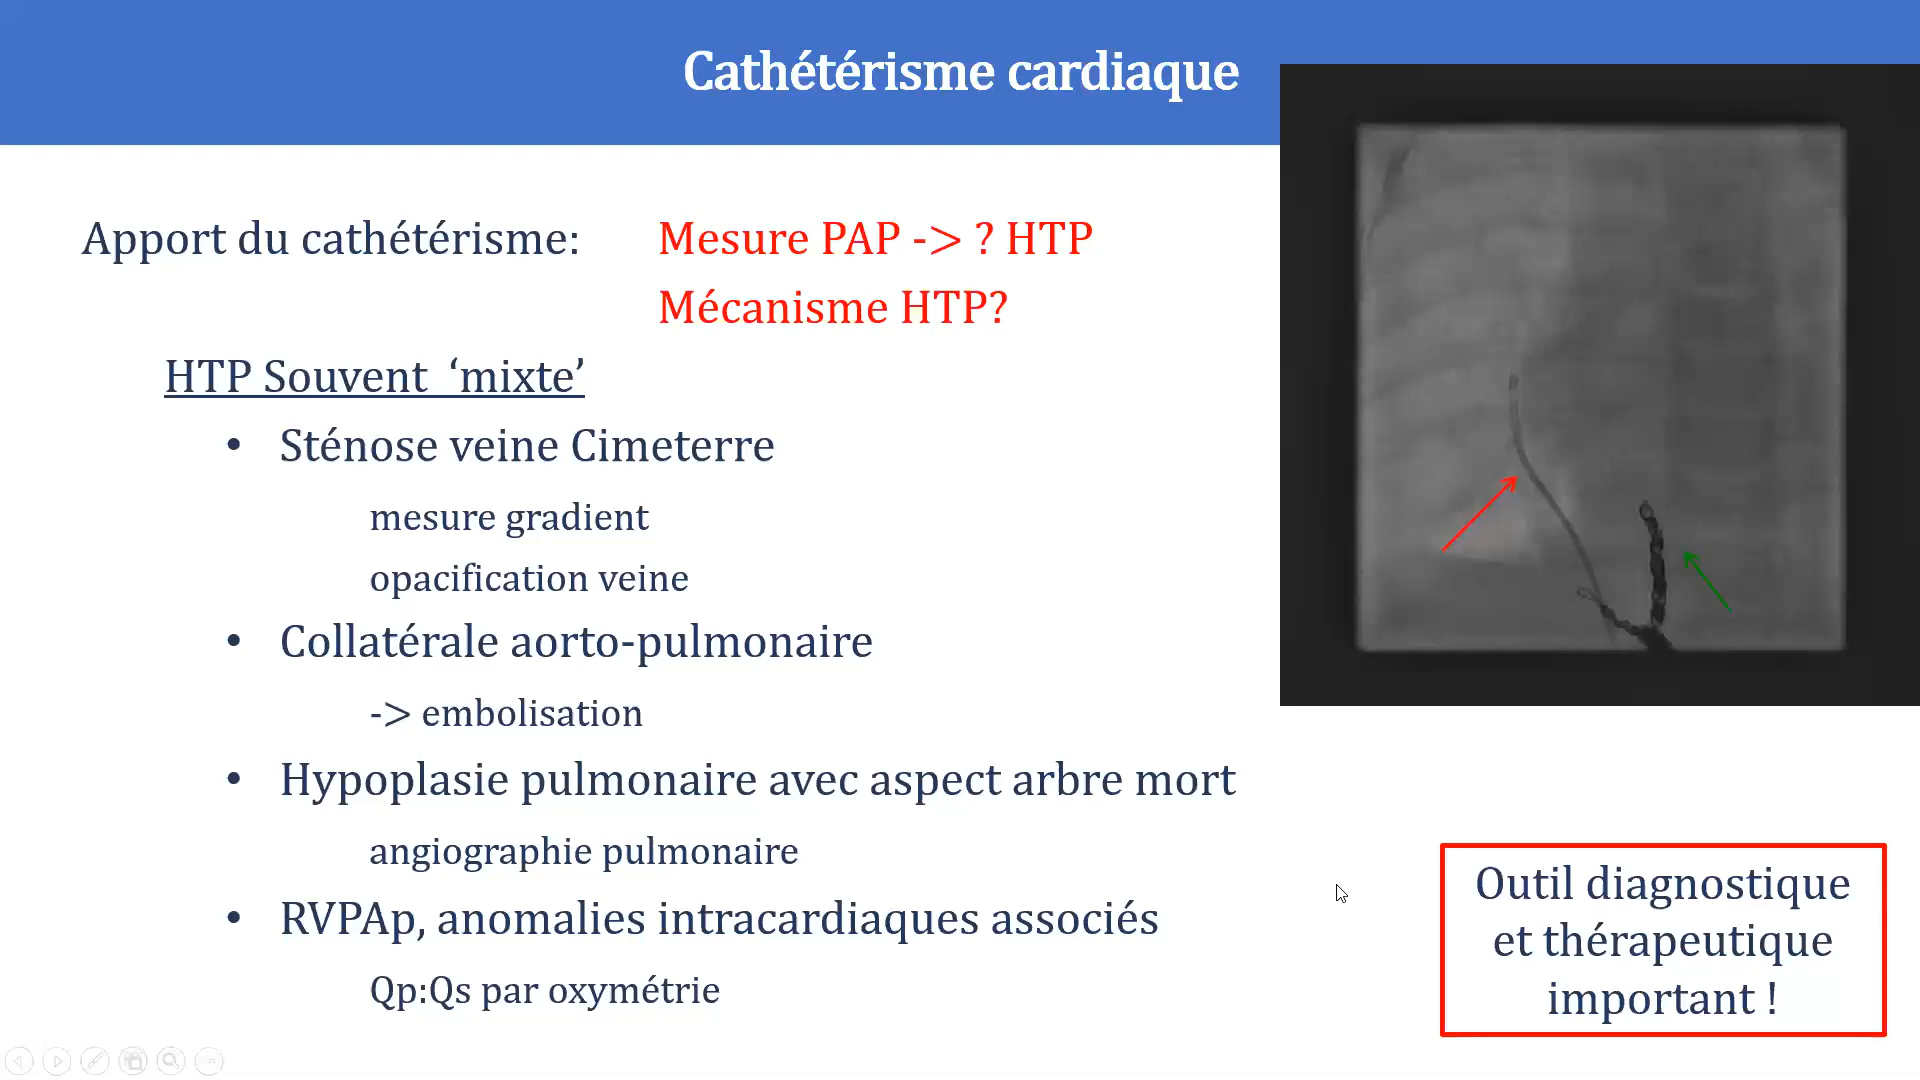 Cathétérisme cardiaque
Apport du cathétérisme: Mesure PAP -> ? HTP
Mécanisme HTP?
HTP Souvent ‘mixte’
• Sténose veine Cimeterre
mesure gradient
opacification veine
• Collatérale aorto-pulmonaire
-> embolisation
• Hypoplasie pulmonaire avec aspect arbre mort
angiographie pulmonaire
• RVPAp, anomalies intracardiaques associés
Qp:Qs par oxymétrie
Outil diagnostique
et thérapeutique
important !